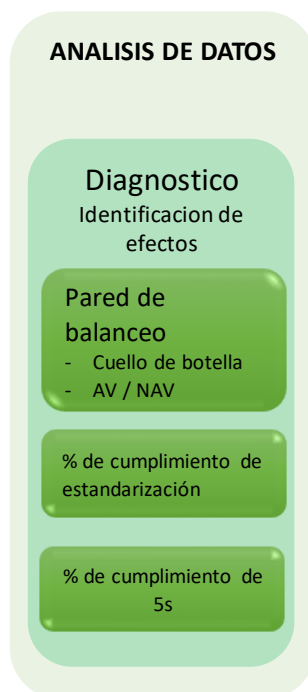 ANALISIS DE DATOS
Diagnostico
Identificacion de
efectos
Pared de
balanceo
- Cuello de botella
- AV / NAV
% de cumplimiento de
estandarización
% de cumplimiento de
5s